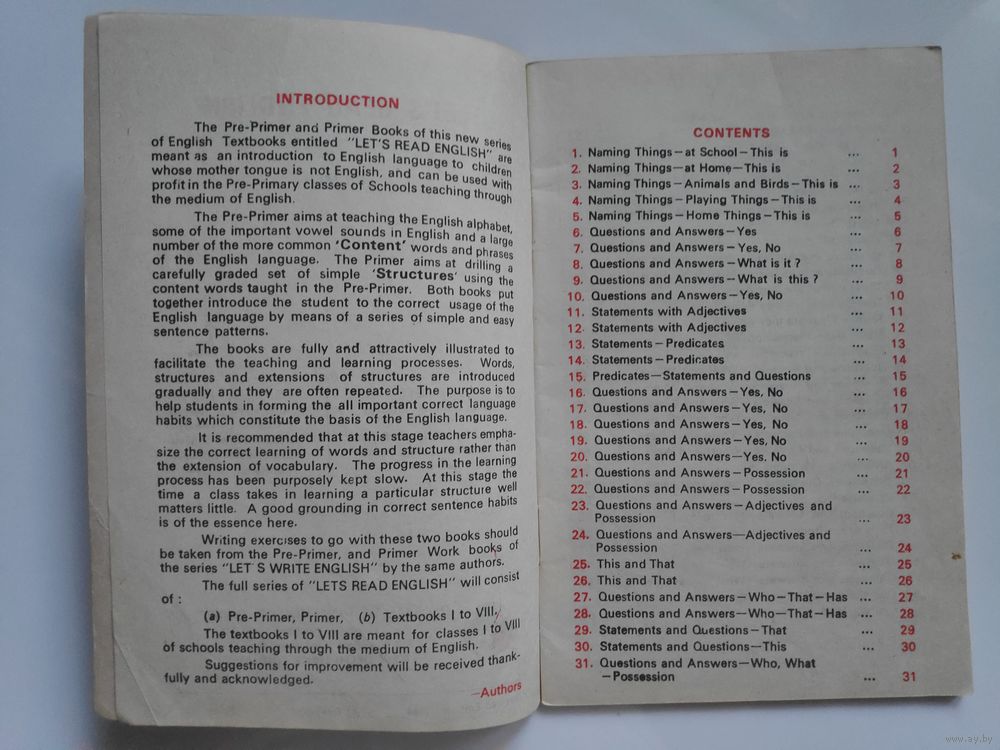 INTRODUCTION
The Pre-Primer and Primer Books of this new series
of English Textbooks entitled "LET'S READ ENGLISH" are
meant as an introduction to English language to children
whose mother tongue is not English, and can be used with
profit in the Pre-Primary classes of Schools teaching through
the medium of English.
The Pre-Primer aims at teaching the English alphabet,
some of the important vowel sounds in English and a large
number of the more common 'Content' words and phrases
of the English language. The Primer aims at drilling a
carefully graded set of simple 'Structures' using the
content words taught in the Pre-Primer. Both books put
together introduce the student to the correct usage of the
English language by means of a series of simple and easy
sentence patterns.
The books are fully and attractively illustrated to
facilitate the teaching and learning processes. Words,
structures and extensions of structures are introduced
gradually and they are often repeated. The purpose is to
help students in forming the all important correct language
habits which constitute the basis of the English language.
It is recommended that at this stage teachers empha-
size the correct learning of words and structure rather than
the extension of vocabulary. The progress in the learning
process has been purposely kept slow. At this stage the
time a class takes in learning a particular structure well
matters little. A good grounding in correct sentence habits
is of the essence here.
Writing exercises to go with these two books should
be taken from the Pre-Primer, and Primer Work books of
the series "LET'S WRITE ENGLISH" by the same authors.
The full series of "LETS READ ENGLISH" will consist
of :
(a) Pre-Primer, Primer, (b) Textbooks I to VIII.
The textbooks I to VIII are meant for classes I to VIII
of schools teaching through the medium of English.
Suggestions for improvement will be received thank-
fully and acknowledged.
—Authors
CONTENTS
1. Naming Things—at School—This is ... 1
2. Naming Things—at Home—This is ... 2
3. Naming Things—Animals and Birds—This is ... 3
4. Naming Things—Playing Things—This is ... 4
5. Naming Things—Home Things—This is ... 5
6. Questions and Answers—Yes ... 6
7. Questions and Answers—Yes, No ... 7
8. Questions and Answers—What is it ? ... 8
9. Questions and Answers—What is this ? ... 9
10. Questions and Answers—Yes, No ... 10
11. Statements with Adjectives ... 11
12. Statements with Adjectives ... 12
13. Statements—Predicates ... 13
14. Statements—Predicates ... 14
15. Predicates—Statements and Questions ... 15
16. Questions and Answers—Yes, No ... 16
17. Questions and Answers—Yes, No ... 17
18. Questions and Answers—Yes, No ... 18
19. Questions and Answers—Yes, No ... 19
20. Questions and Answers—Yes. No ... 20
21. Questions and Answers—Possession ... 21
22. Questions and Answers—Possession ... 22
23. Questions and Answers—Adjectives and
Possession ... 23
24. Questions and Answers—Adjectives and
Possession ... 24
25. This and That ... 25
26. This and That ... 26
27. Questions and Answers—Who—That—Has ... 27
28. Questions and Answers—Who—That—Has ... 28
29. Statements and Questions—That ... 29
30. Statements and Questions—This ... 30
31. Questions and Answers—Who, What
—Possession ... 31
www.ay.by